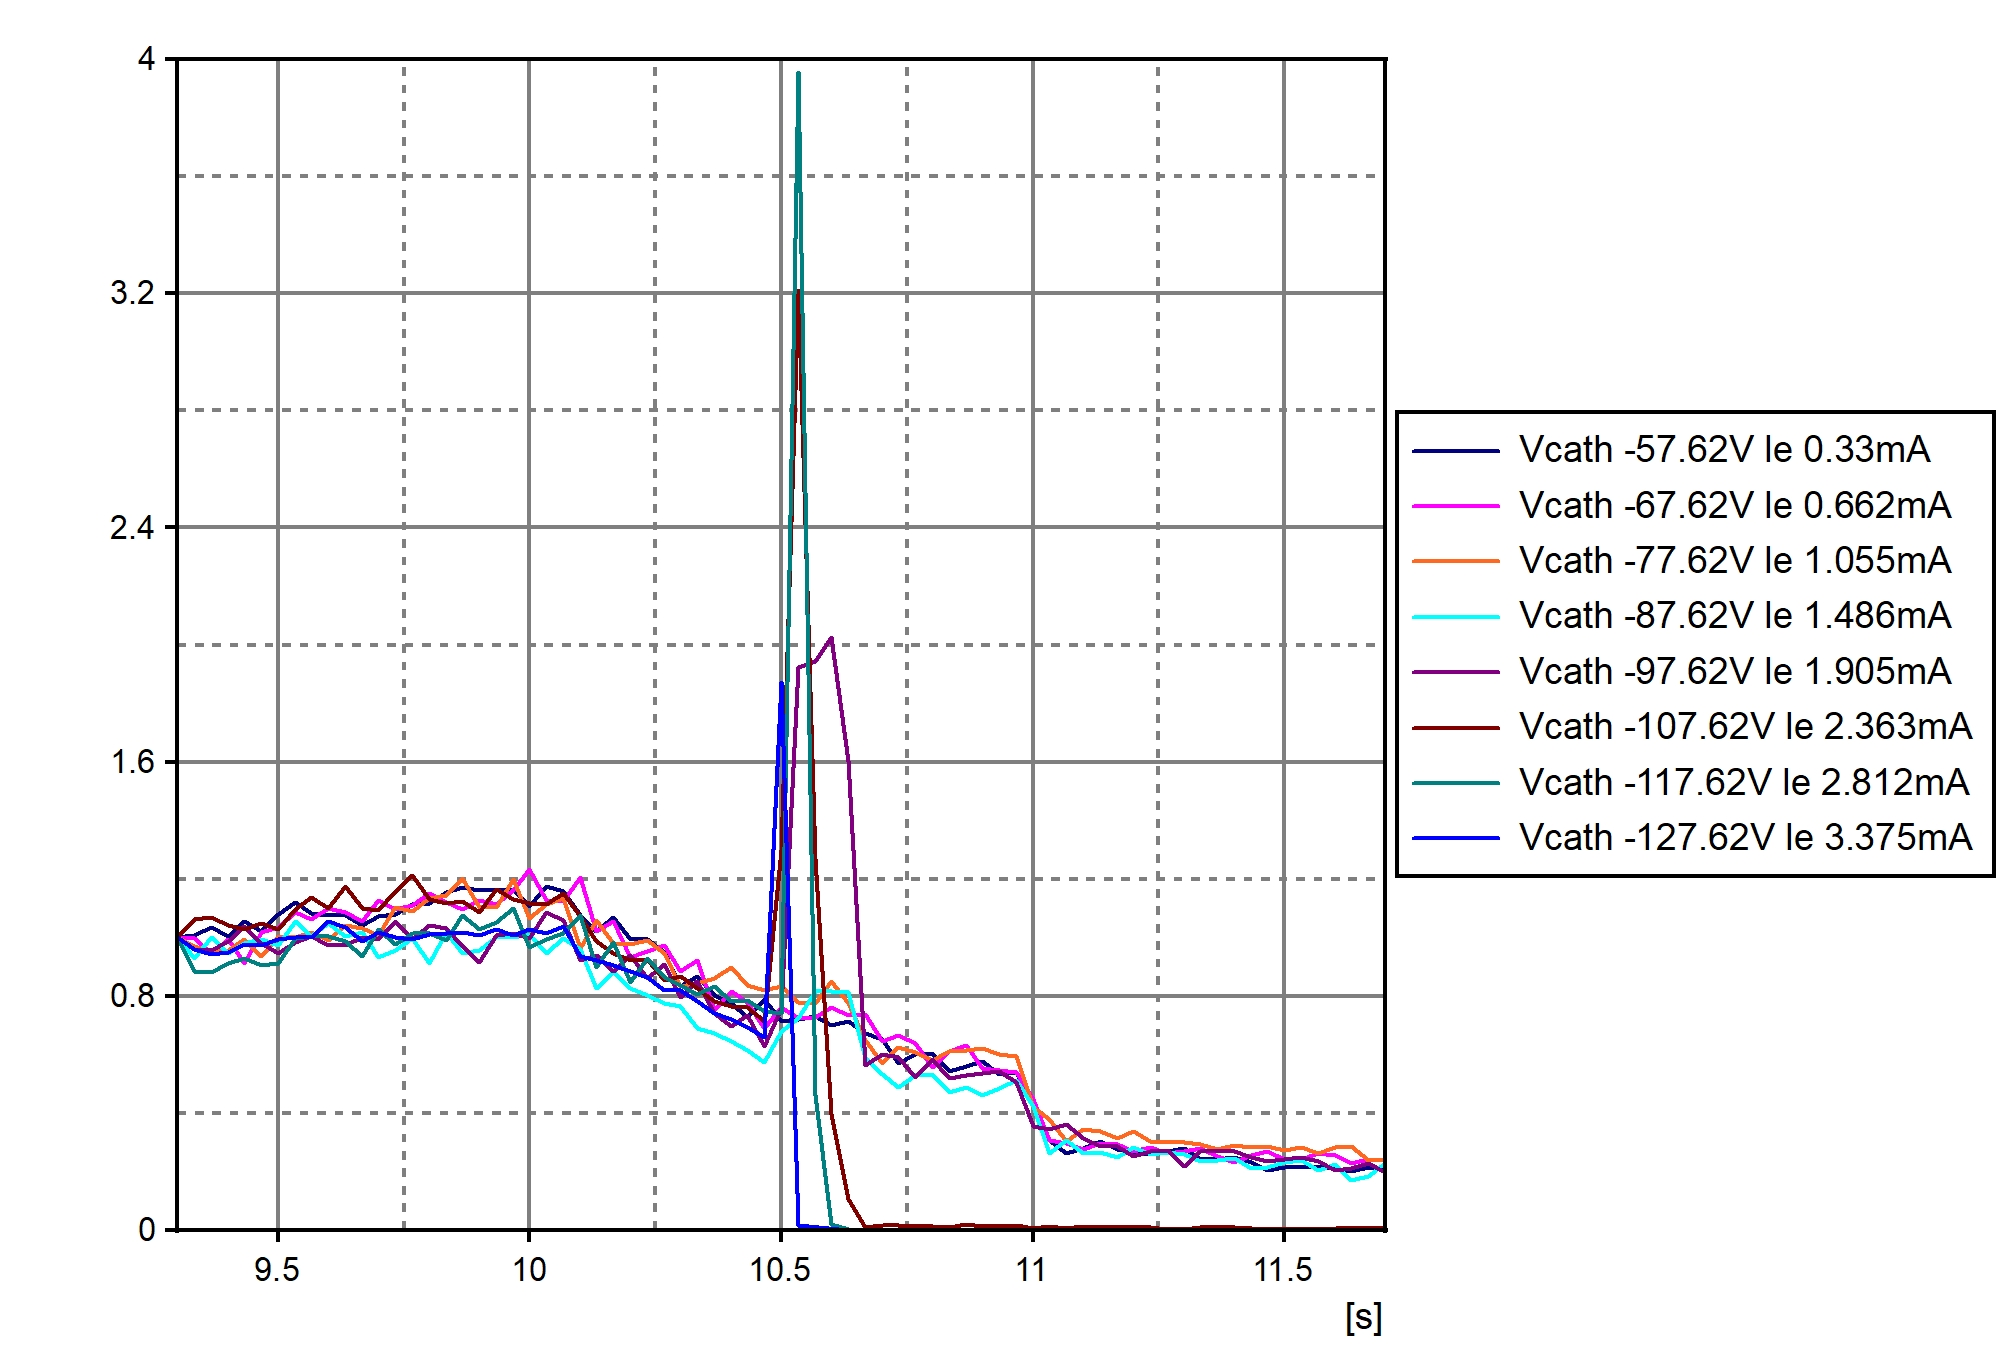 4
3.2
2.4
1.6
0.8
0
9.5 10 10.5 11 11.5
[s]
Vcath -57.62V Ie 0.33mA
Vcath -67.62V Ie 0.662mA
Vcath -77.62V Ie 1.055mA
Vcath -87.62V Ie 1.486mA
Vcath -97.62V Ie 1.905mA
Vcath -107.62V Ie 2.363mA
Vcath -117.62V Ie 2.812mA
Vcath -127.62V Ie 3.375mA